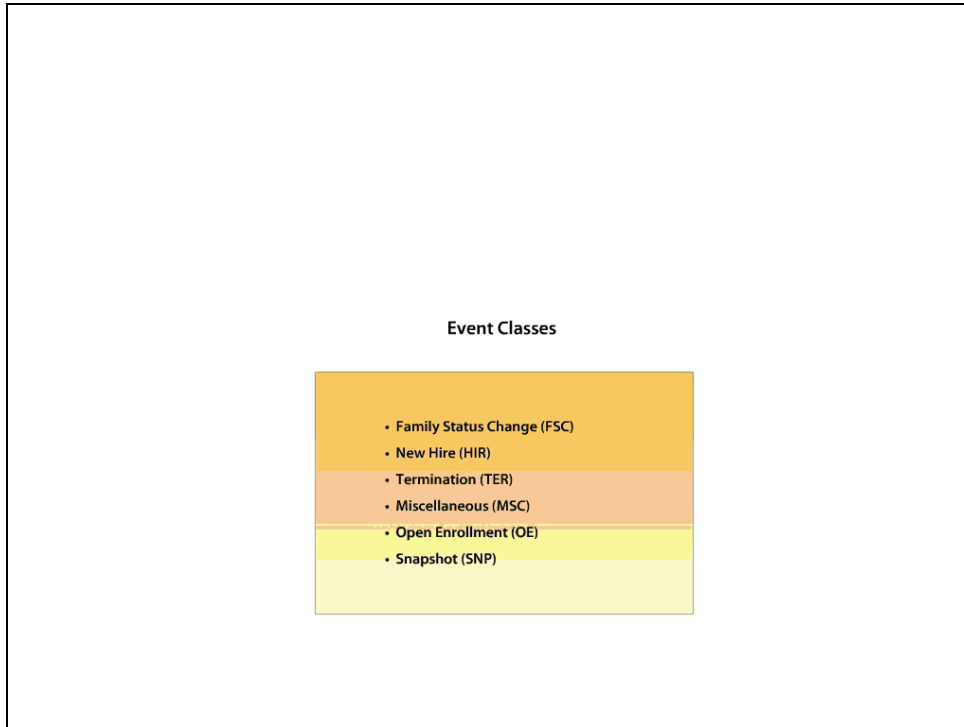 Event Classes
• Family Status Change (FSC)
• New Hire (HIR)
• Termination (TER)
• Miscellaneous (MSC)
• Open Enrollment (OE)
• Snapshot (SNP)